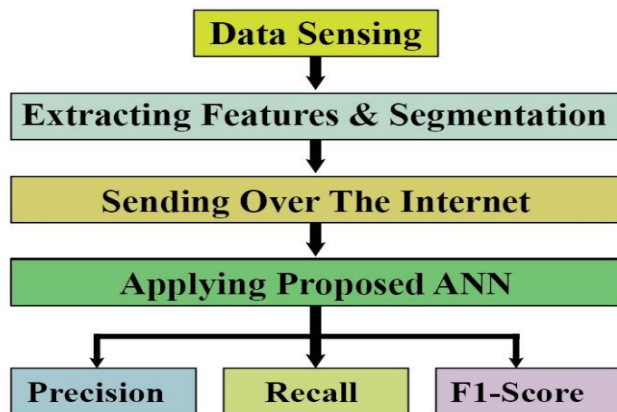 Data Sensing
Extracting Features & Segmentation
Sending Over The Internet
Applying Proposed ANN
Precision
Recall
F1-Score